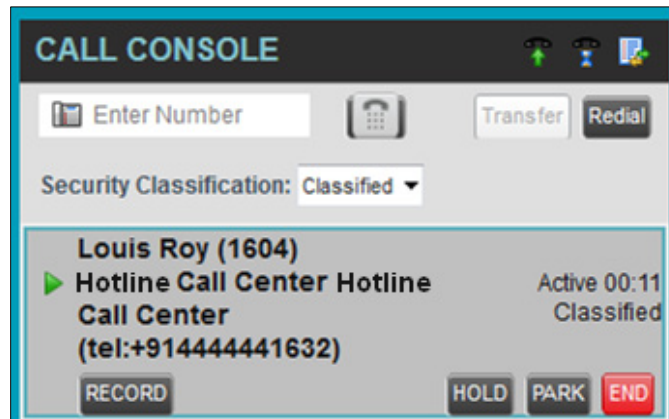 CALL CONSOLE
Enter Number
Transfer Redial
Security Classification: Classified
Louis Roy (1604)
Hotline Call Center Hotline Active 00:11
Call Center Classified
(tel:+914444441632)
RECORD HOLD PARK END